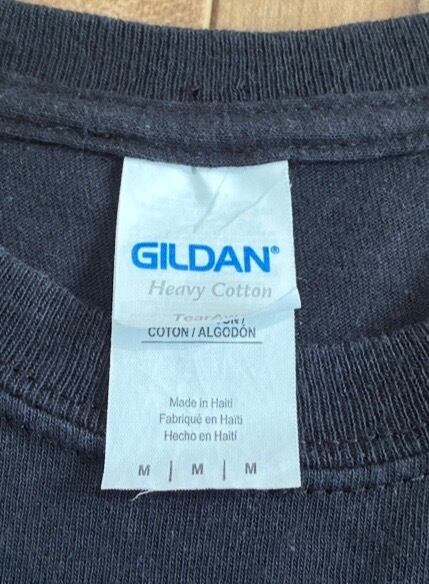 GILDAN®
Heavy Cotton
COTON / ALGODÓN
Made in Haiti
Fabriqué en Haïti
Hecho en Haití
M | M | M